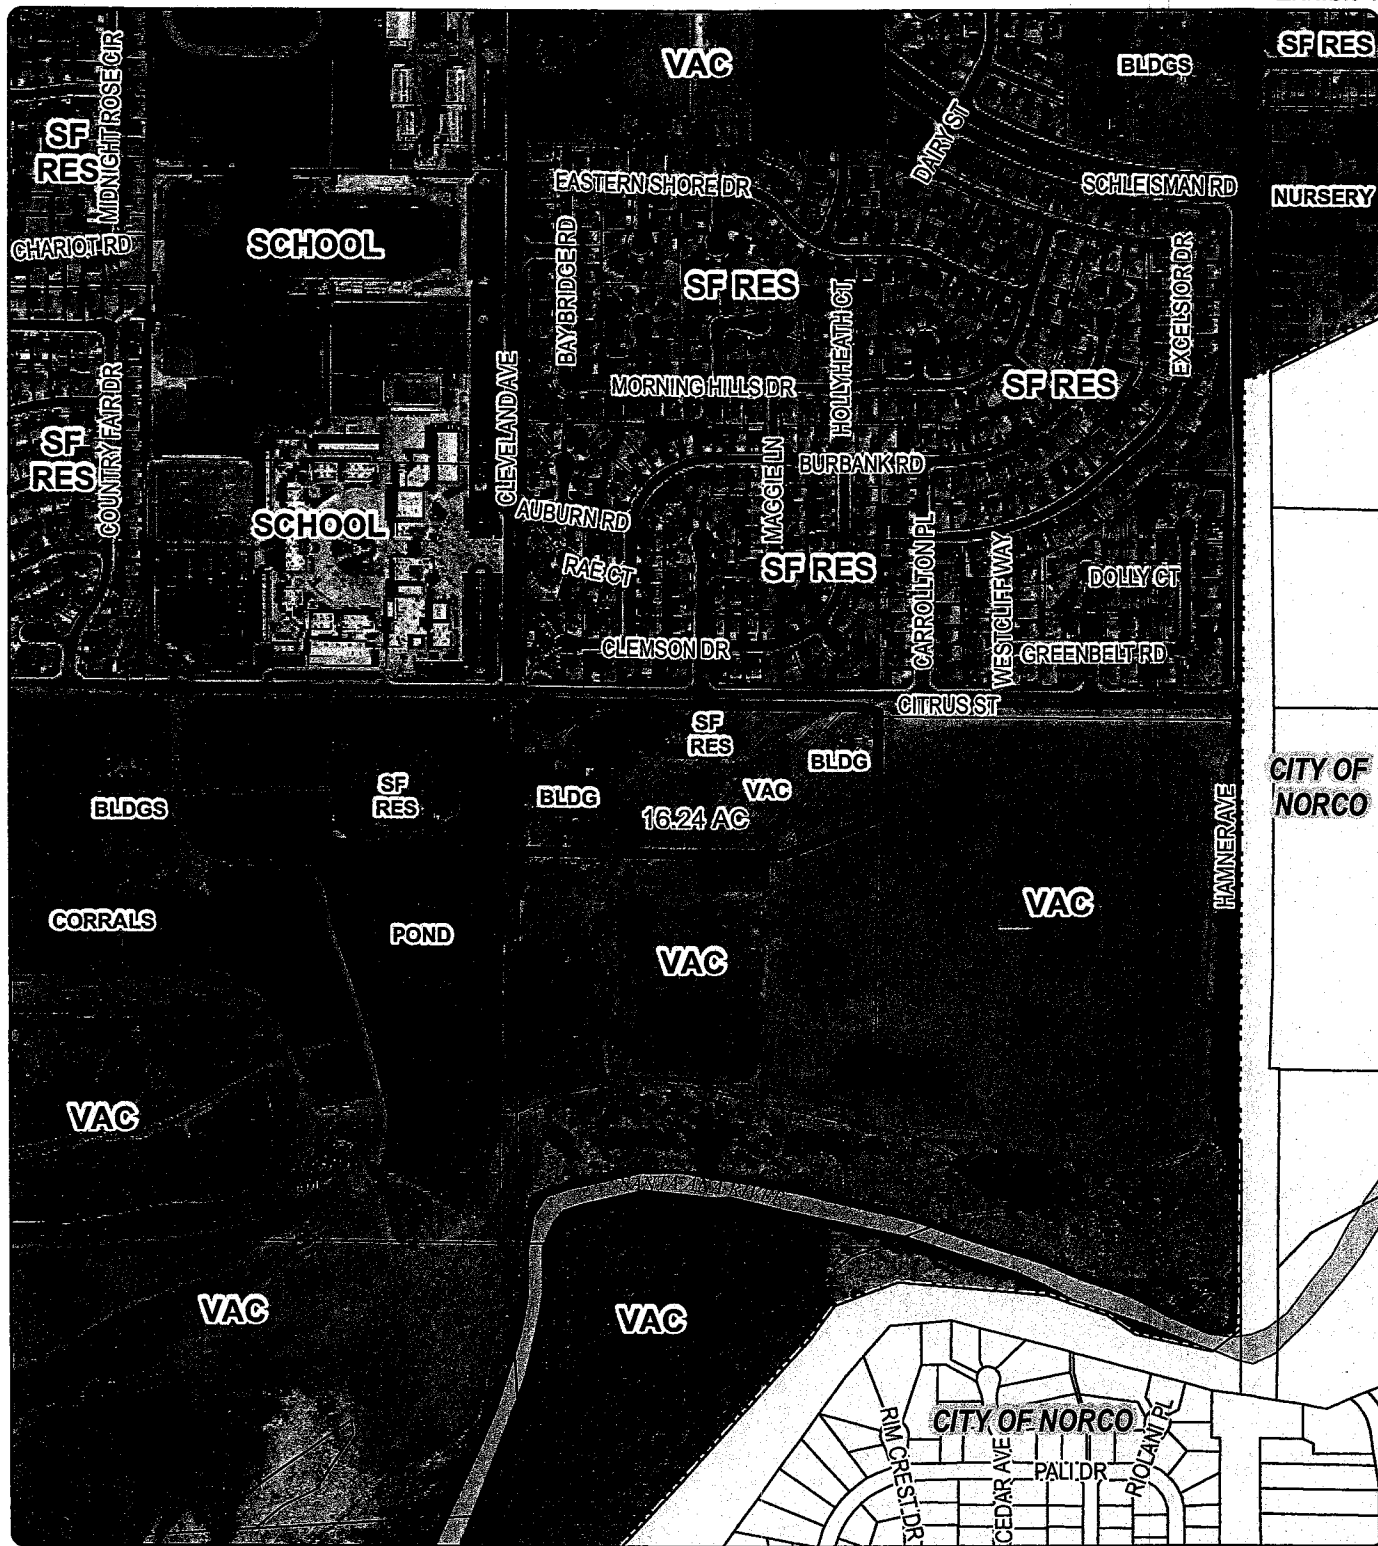 VAC
BLDGS
SF RES
MIDNIGHT ROSE CIR
SF
RES
DAIRY ST
EASTERN SHORE DR
SCHLEISMAN RD
NURSERY
CHARIOT RD
SCHOOL
BAY BRIDGE RD
SF RES
EXCELSIOR DR
HOLLYHEATH CT
CLEVELAND AVE
MORNING HILLS DR
SF RES
COUNTRY FAIR DR
SF
RES
MAGGIE LN
BURBANK RD
AUBURN RD
SCHOOL
RAE CT
SF RES
CARROLLTON PL
WESTCLIFF WAY
DOLLY CT
CLEMSON DR
GREENBELT RD
CITRUS ST
SF
RES
BLDG
CITY OF
NORCO
BLDGS
SF
RES
BLDG
VAC
16.24 AC
HAMNER AVE
CORRALS
POND
VAC
VAC
VAC
VAC
VAC
CITY OF NORCO
RIM CREST DR
CEDAR AVE
PALI DR
RIOLANI PL